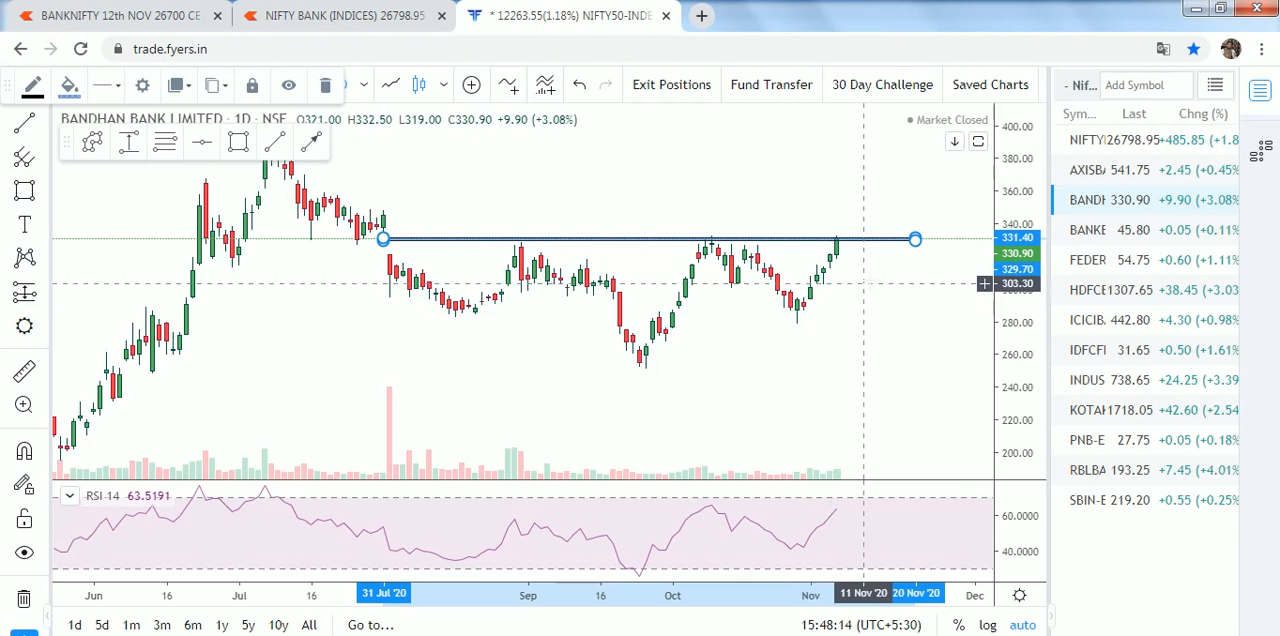 BANKNIFTY 12th NOV 26700 CE
NIFTY BANK (INDICES) 26798.95
* 12263.55(1.18%) NIFTY50-INDE
trade.fyers.in
Exit Positions
Fund Transfer
30 Day Challenge
Saved Charts
- Nif...
Add Symbol
BANDHAN BANK LIMITED · 1D · NSE O321.00 H332.50 L319.00 C330.90 +9.90 (+3.08%)
Market Closed
Sym... Last Chng (%)
NIFTY 26798.95 +485.85 (+1.8
AXISB 541.75 +2.45 (+0.45%
BANDH 330.90 +9.90 (+3.08%
BANKE 45.80 +0.05 (+0.11%
FEDER 54.75 +0.60 (+1.11%
HDFCB 1307.65 +38.45 (+3.03
ICICIB 442.80 +4.30 (+0.98%
IDFCFI 31.65 +0.50 (+1.61%
INDUS 738.65 +24.25 (+3.39
KOTAK 1718.05 +42.60 (+2.54
PNB-E 27.75 +0.05 (+0.18%
RBLBA 193.25 +7.45 (+4.01%
SBIN-E 219.20 +0.55 (+0.25%
400.00
380.00
360.00
340.00
331.40
330.90
329.70
303.30
280.00
260.00
240.00
220.00
200.00
RSI 14 63.5191
60.0000
40.0000
Jun 16 Jul 16 31 Jul '20 Sep 16 Oct Nov 11 Nov '20 20 Nov '20 Dec
1d 5d 1m 3m 6m 1y 5y 10y All Go to... 15:48:14 (UTC+5:30) % log auto